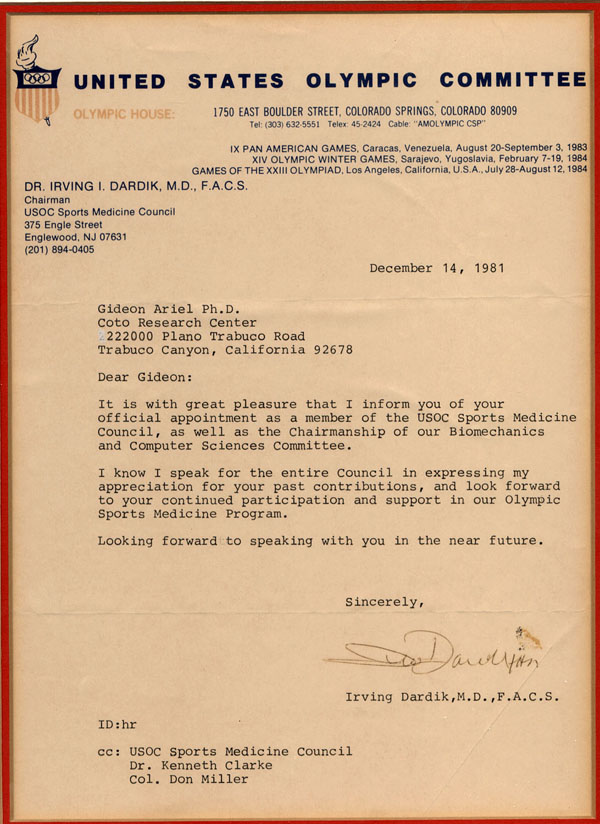 UNITED STATES OLYMPIC COMMITTEE
OLYMPIC HOUSE:
1750 EAST BOULDER STREET, COLORADO SPRINGS, COLORADO 80909
Tel: (303) 632-5551 Telex: 45-2424 Cable: "AMOLYMPIC CSP"
IX PAN AMERICAN GAMES, Caracas, Venezuela, August 20-September 3, 1983
XIV OLYMPIC WINTER GAMES, Sarajevo, Yugoslavia, February 7-19, 1984
GAMES OF THE XXIII OLYMPIAD, Los Angeles, California, U.S.A., July 28-August 12, 1984
DR. IRVING I. DARDIK, M.D., F.A.C.S.
Chairman
USOC Sports Medicine Council
375 Engle Street
Englewood, NJ 07631
(201) 894-0405
December 14, 1981
Gideon Ariel Ph.D.
Coto Research Center
222000 Plano Trabuco Road
Trabuco Canyon, California 92678
Dear Gideon:
It is with great pleasure that I inform you of your
official appointment as a member of the USOC Sports Medicine
Council, as well as the Chairmanship of our Biomechanics
and Computer Sciences Committee.
I know I speak for the entire Council in expressing my
appreciation for your past contributions, and look forward
to your continued participation and support in our Olympic
Sports Medicine Program.
Looking forward to speaking with you in the near future.
Sincerely,
Irving Dardik,M.D.,F.A.C.S.
ID:hr
cc: USOC Sports Medicine Council
Dr. Kenneth Clarke
Col. Don Miller